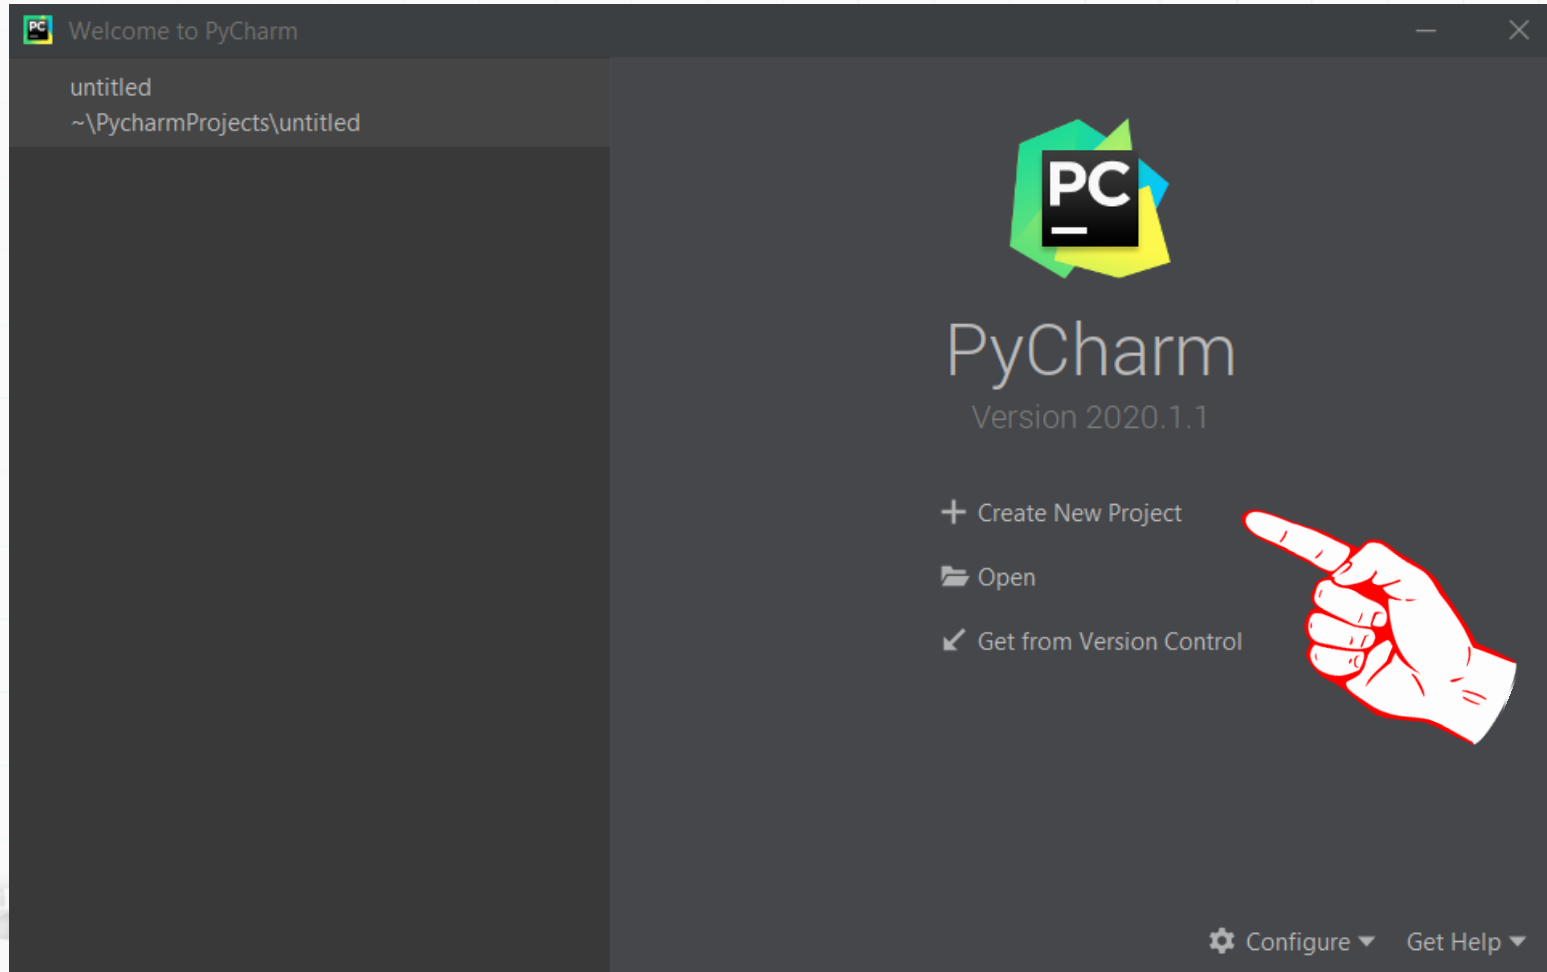 PC
Welcome to PyCharm
untitled
~\PycharmProjects\untitled
PC
PyCharm
Version 2020.1.1
Create New Project
Open
Get from Version Control
Configure
Get Help